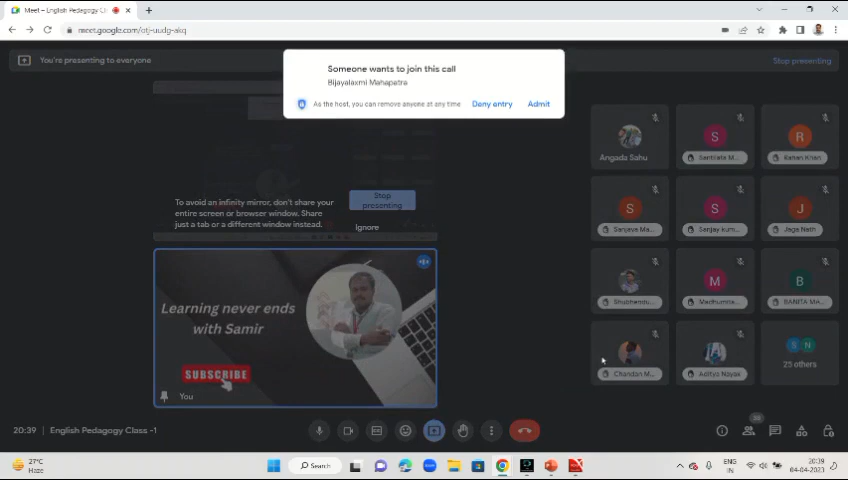 Meet – English Pedagogy Class
meet.google.com/otj-uudg-akq
You're presenting to everyone
Stop presenting
Someone wants to join this call
Bijayalaxmi Mahapatra
As the host, you can remove anyone at any time
Deny entry
Admit
To avoid an infinity mirror, don't share your
entire screen or browser window. Share
just a tab or a different window instead.
Stop
presenting
Ignore
Learning never ends
with Samir
SUBSCRIBE
You
Angada Sahu
S
Santilata M...
R
Rahan Khan
S
Sanjaya Ma...
S
Sanjay kum...
J
Jaga Nath
Shubhendu...
M
Madhumita...
B
BANITA MA...
Chandan M...
Aditya Nayak
S N
25 others
20:39 English Pedagogy Class -1
27°C
Haze
Search
ENG
IN
20:39
04-04-2023